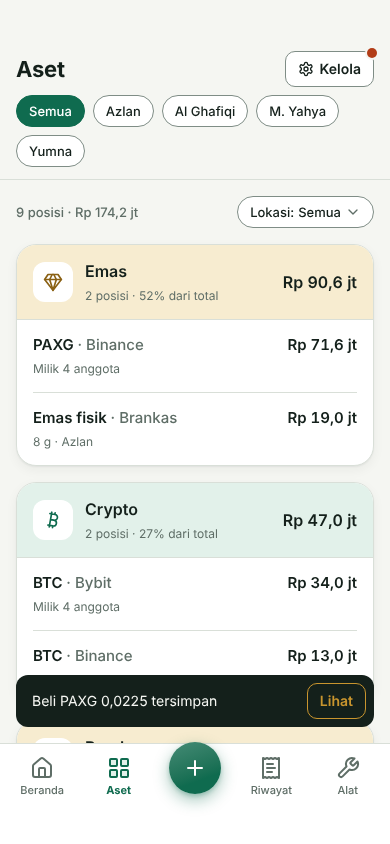 Aset
Kelola
Semua
Azlan
Al Ghafiqi
M. Yahya
Yumna
9 posisi · Rp 174,2 jt
Lokasi: Semua
Emas
2 posisi · 52% dari total
Rp 90,6 jt
PAXG · Binance
Rp 71,6 jt
Milik 4 anggota
Emas fisik · Brankas
Rp 19,0 jt
8 g · Azlan
Crypto
2 posisi · 27% dari total
Rp 47,0 jt
BTC · Bybit
Rp 34,0 jt
Milik 4 anggota
BTC · Binance
Rp 13,0 jt
Beli PAXG 0,0225 tersimpan
Lihat
Beranda
Aset
Riwayat
Alat